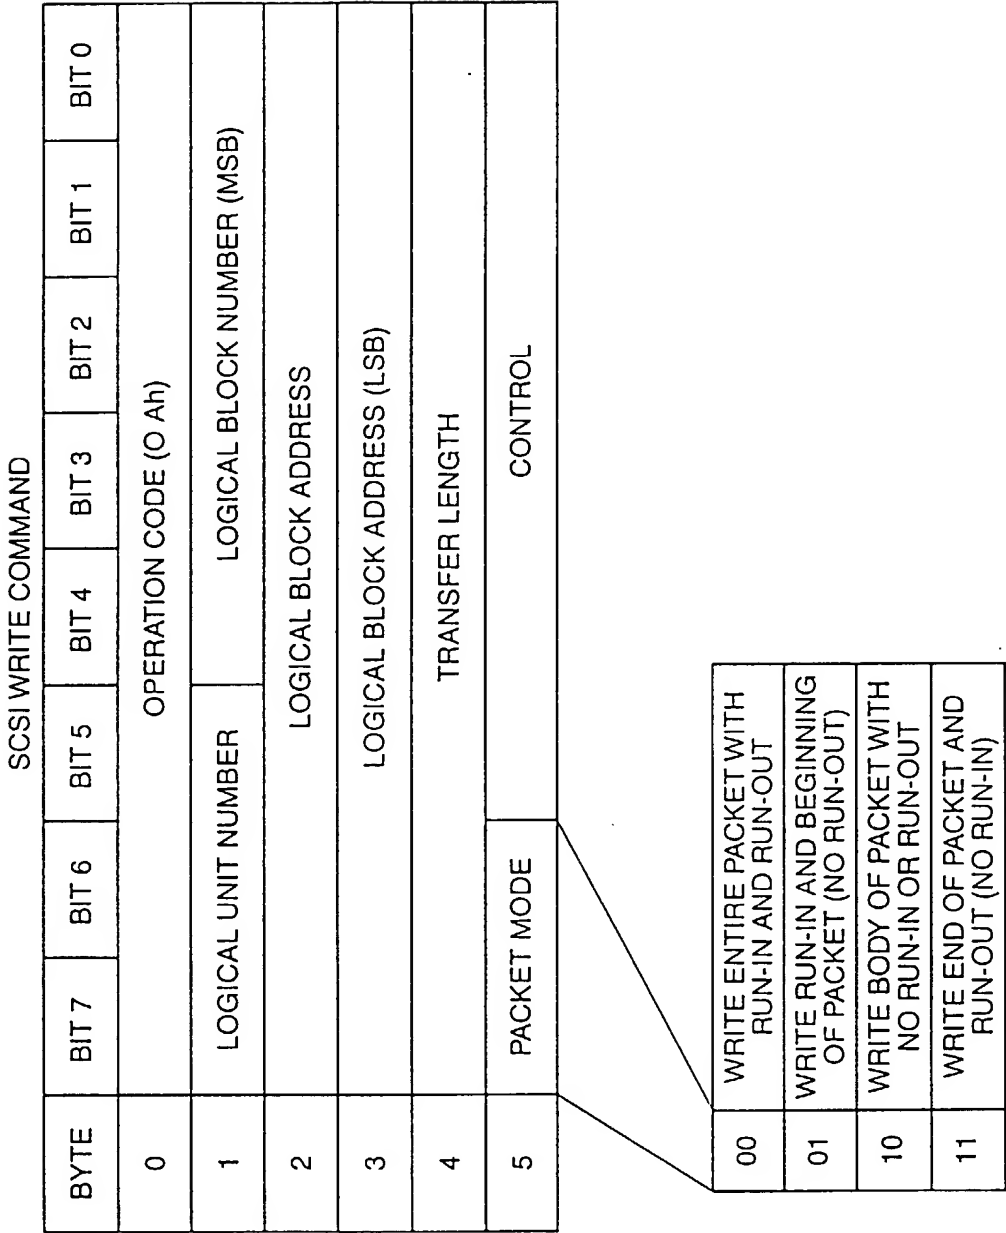 SCSI WRITE COMMAND
BYTE BIT 7 BIT 6 BIT 5 BIT 4 BIT 3 BIT 2 BIT 1 BIT 0
0 OPERATION CODE (O Ah)
1 LOGICAL UNIT NUMBER LOGICAL BLOCK NUMBER (MSB)
2 LOGICAL BLOCK ADDRESS
3 LOGICAL BLOCK ADDRESS (LSB)
4 TRANSFER LENGTH
5 PACKET MODE CONTROL
00 WRITE ENTIRE PACKET WITH
RUN-IN AND RUN-OUT
01 WRITE RUN-IN AND BEGINNING
OF PACKET (NO RUN-OUT)
10 WRITE BODY OF PACKET WITH
NO RUN-IN OR RUN-OUT
11 WRITE END OF PACKET AND
RUN-OUT (NO RUN-IN)